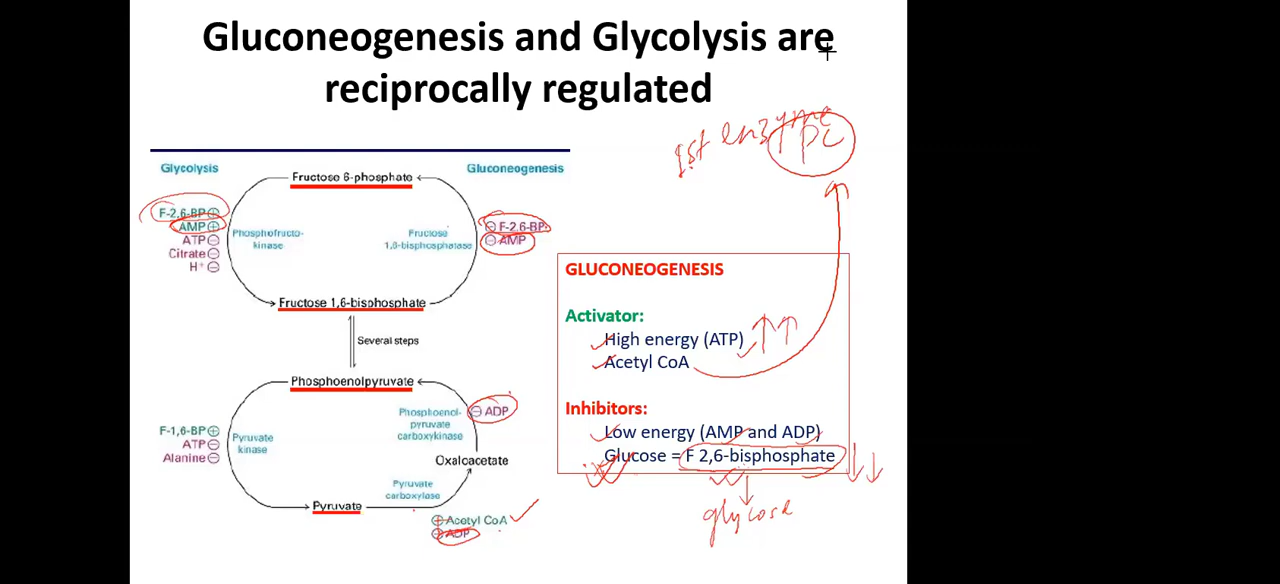 Gluconeogenesis and Glycolysis are
reciprocally regulated
1st enzyme
PC
Glycolysis
Gluconeogenesis
Fructose 6-phosphate
F-2,6-BP⊕
AMP⊕
ATP⊖
Citrate⊖
H⁺⊖
Phosphofructo-
kinase
Fructose
1,6-bisphosphatase
⊖F-2,6-BP
⊖AMP
Fructose 1,6-bisophosphate
Several steps
Phosphoenolpyruvate
F-1,6-BP⊕
ATP⊖
Alanine⊖
Pyruvate
kinase
Phosphoenol-
pyruvate
carboxykinase
⊖ADP
Oxaloacetate
Pyruvate
carboxylase
Pyruvate
⊕Acetyl CoA
⊖ADP
GLUCONEOGENESIS
Activator:
High energy (ATP)
Acetyl CoA
Inhibitors:
Low energy (AMP and ADP)
Glucose = F 2,6-bisphosphate
glycose